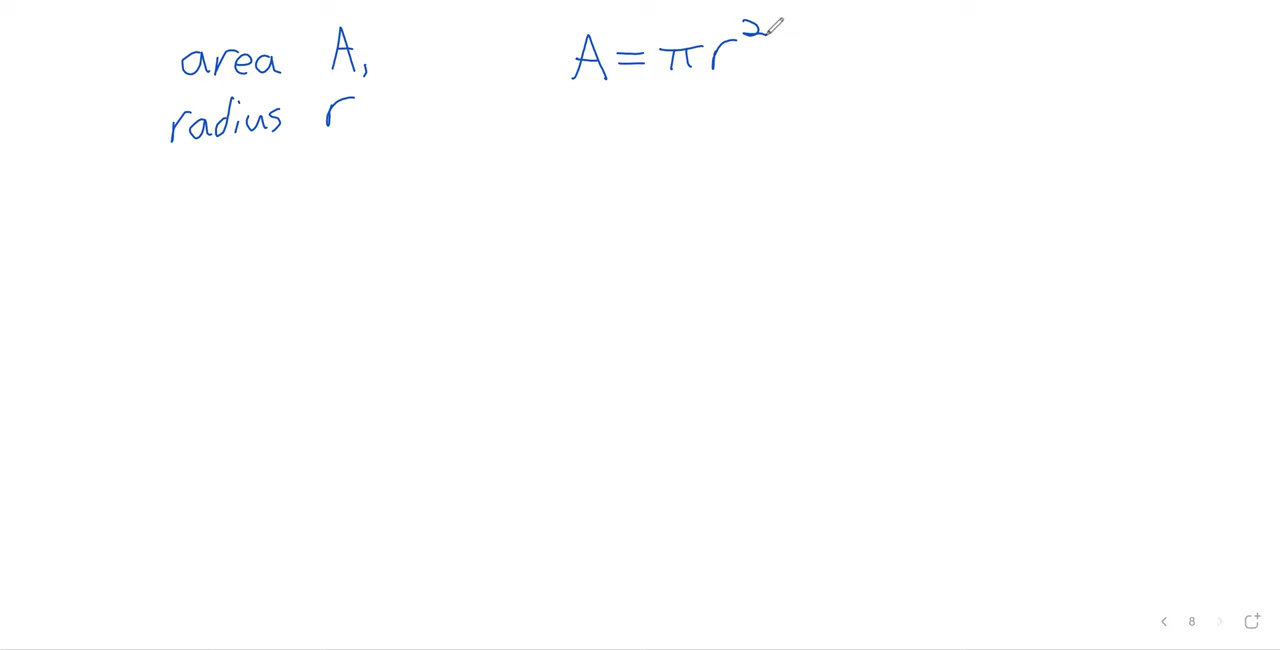 area A,
radius r
A = πr²
8